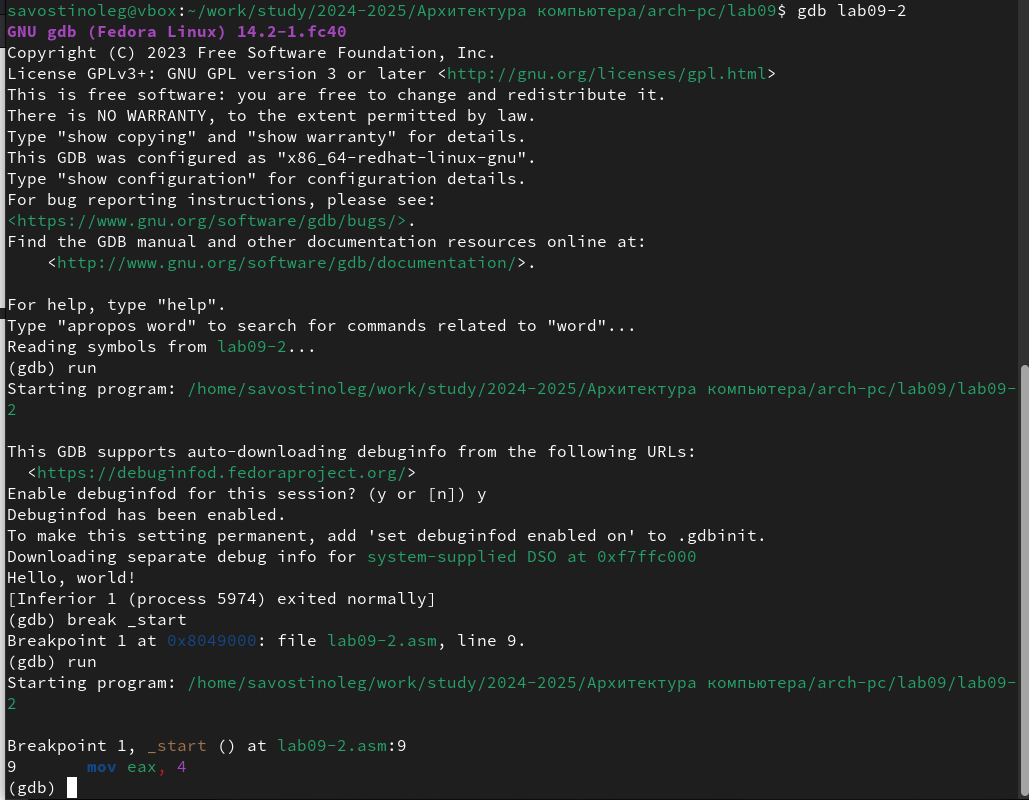 savostinoleg@vbox:~/work/study/2024-2025/Архитектура компьютера/arch-pc/lab09$ gdb lab09-2
GNU gdb (Fedora Linux) 14.2-1.fc40
Copyright (C) 2023 Free Software Foundation, Inc.
License GPLv3+: GNU GPL version 3 or later <http://gnu.org/licenses/gpl.html>
This is free software: you are free to change and redistribute it.
There is NO WARRANTY, to the extent permitted by law.
Type "show copying" and "show warranty" for details.
This GDB was configured as "x86_64-redhat-linux-gnu".
Type "show configuration" for configuration details.
For bug reporting instructions, please see:
<https://www.gnu.org/software/gdb/bugs/>.
Find the GDB manual and other documentation resources online at:
    <http://www.gnu.org/software/gdb/documentation/>.

For help, type "help".
Type "apropos word" to search for commands related to "word"...
Reading symbols from lab09-2...
(gdb) run
Starting program: /home/savostinoleg/work/study/2024-2025/Архитектура компьютера/arch-pc/lab09/lab09-
2

This GDB supports auto-downloading debuginfo from the following URLs:
  <https://debuginfod.fedoraproject.org/>
Enable debuginfod for this session? (y or [n]) y
Debuginfod has been enabled.
To make this setting permanent, add 'set debuginfod enabled on' to .gdbinit.
Downloading separate debug info for system-supplied DSO at 0xf7ffc000
Hello, world!
[Inferior 1 (process 5974) exited normally]
(gdb) break _start
Breakpoint 1 at 0x8049000: file lab09-2.asm, line 9.
(gdb) run
Starting program: /home/savostinoleg/work/study/2024-2025/Архитектура компьютера/arch-pc/lab09/lab09-
2

Breakpoint 1, _start () at lab09-2.asm:9
9       mov eax, 4
(gdb)